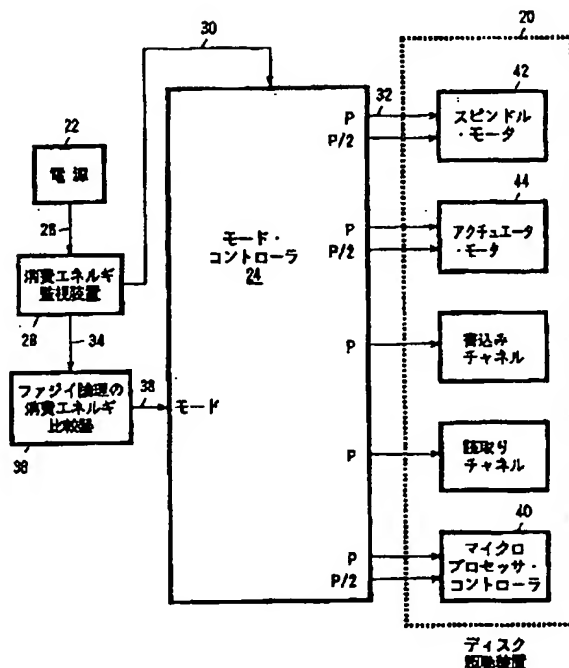 30
20
22
電源
28
消費エネルギ
監視装置
28
34
ファジイ論理の
消費エネルギ
比較器
38
38
モード
モード・
コントローラ
24
32
P
P/2
42
スピンドル
・モータ
P
P/2
44
アクチュエータ
・モータ
P
書込み
チャネル
P
読取り
チャネル
P
P/2
40
マイクロ
プロセッサ・
コントローラ
ディスク
駆動装置